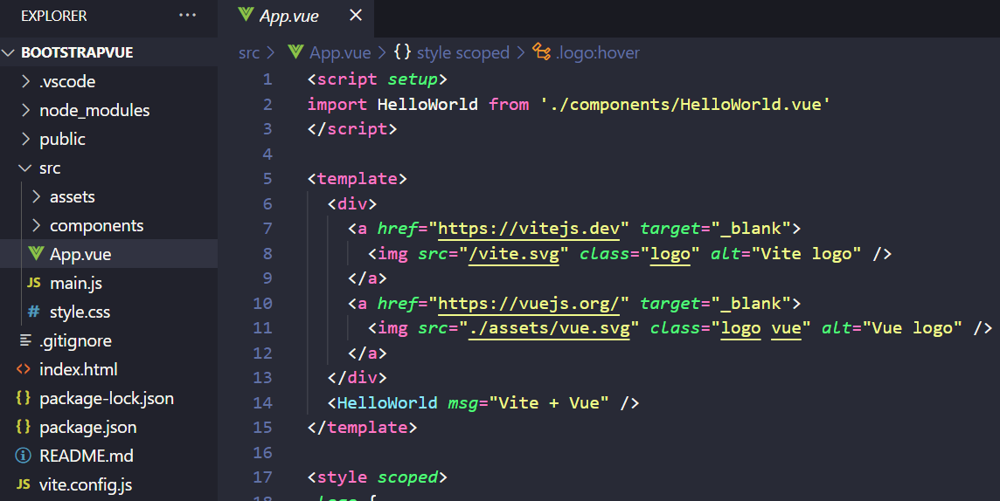 EXPLORER ...
BOOTSTRAPVUE
.vscode
node_modules
public
src
assets
components
App.vue
JS main.js
# style.css
.gitignore
<> index.html
{} package-lock.json
{} package.json
README.md
JS vite.config.js
App.vue
src > App.vue > {} style scoped > .logo:hover
1 <script setup>
2 import HelloWorld from './components/HelloWorld.vue'
3 </script>
4
5 <template>
6 <div>
7 <a href="https://vitejs.dev" target="_blank">
8 <img src="/vite.svg" class="logo" alt="Vite logo" />
9 </a>
10 <a href="https://vuejs.org/" target="_blank">
11 <img src="./assets/vue.svg" class="logo vue" alt="Vue logo" />
12 </a>
13 </div>
14 <HelloWorld msg="Vite + Vue" />
15 </template>
16
17 <style scoped>
18 .logo {